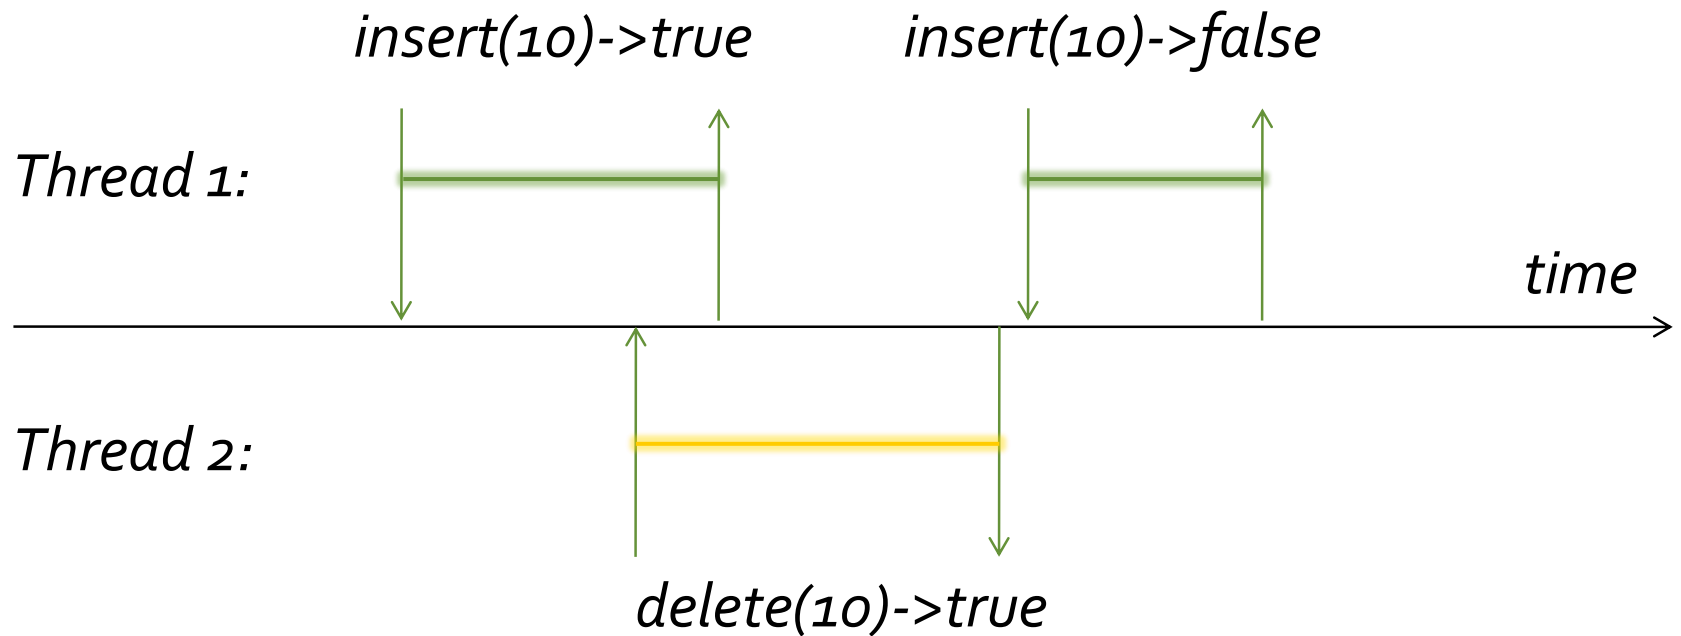 insert(10)->true
insert(10)->false
Thread 1:
time
Thread 2:
delete(10)->true